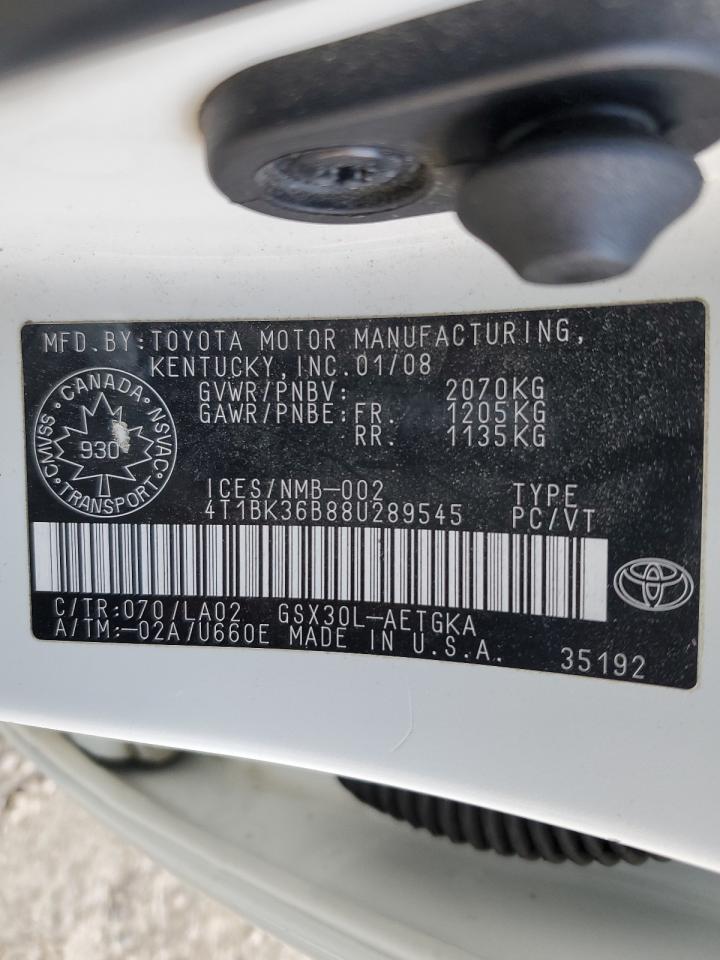 MFD.BY:TOYOTA MOTOR MANUFACTURING,
KENTUCKY,INC.01/08
GVWR/PNBV: 2070KG
GAWR/PNBE:FR. 1205KG
RR. 1135KG
CMVSS · CANADA · NSVAC · TRANSPORT ·
930
ICES/NMB-002 TYPE
4T1BK36B88U289545 PC/VT
C/TR:070/LA02 GSX30L-AETGKA
A/TM:-02A/U660E MADE IN U.S.A.
35192